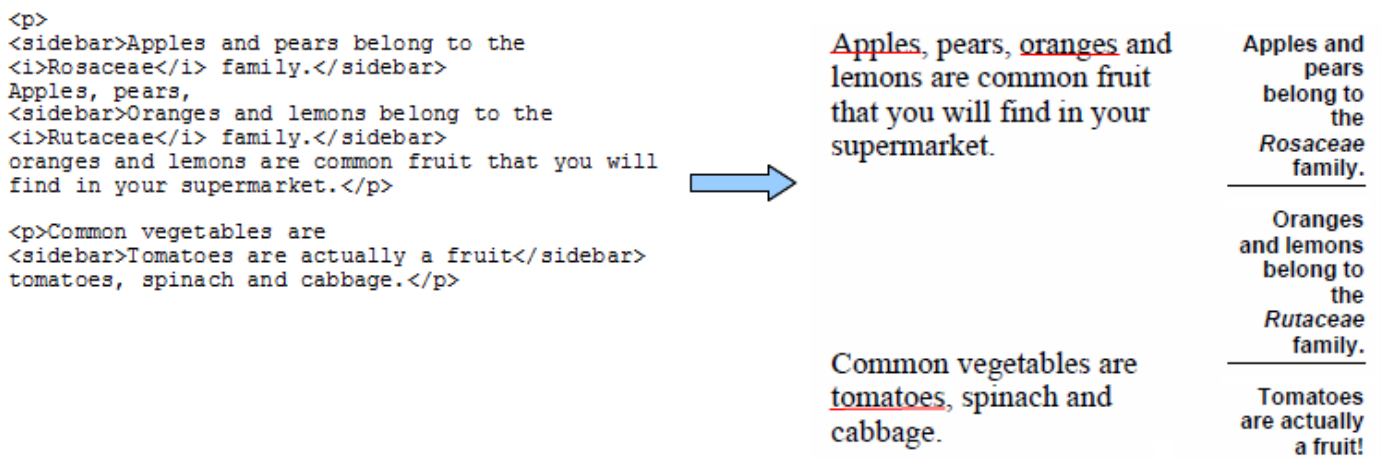 <p>
<sidebar>Apples and pears belong to the
<i>Rosaceae</i> family.</sidebar>
Apples, pears,
<sidebar>Oranges and lemons belong to the
<i>Rutaceae</i> family.</sidebar>
oranges and lemons are common fruit that you will
find in your supermarket.</p>
<p>Common vegetables are
<sidebar>Tomatoes are actually a fruit</sidebar>
tomatoes, spinach and cabbage.</p>
Apples, pears, oranges and
lemons are common fruit
that you will find in your
supermarket.
Common vegetables are
tomatoes, spinach and
cabbage.
Apples and
pears
belong to
the
Rosaceae
family.
Oranges
and lemons
belong to
the
Rutaceae
family.
Tomatoes
are actually
a fruit!